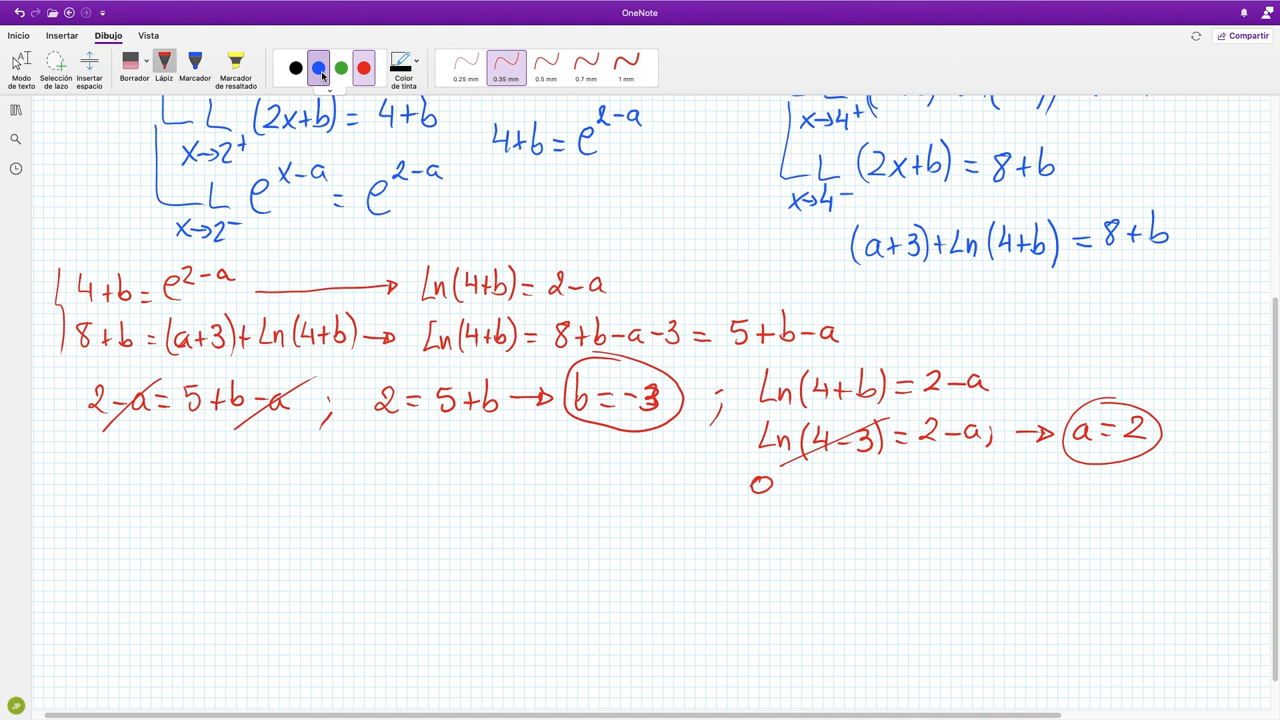 OneNote
Inicio Insertar Dibujo Vista
Compartir
Modo de texto
Selección de lazo
Insertar espacio
Borrador
Lápiz
Marcador
Marcador de resaltado
Color de tinta
0.25 mm
0.35 mm
0.5 mm
0.7 mm
1 mm
L (2x+b) = 4+b
x→2⁺
4+b = e^(2-a)
L e^(x-a) = e^(2-a)
x→2⁻
x→4⁺
L (2x+b) = 8+b
x→4⁻
(a+3)+Ln(4+b) = 8+b
4+b = e^(2-a) → Ln(4+b) = 2-a
8+b = (a+3)+Ln(4+b) → Ln(4+b) = 8+b-a-3 = 5+b-a
2-a = 5+b-a ; 2 = 5+b → b = -3 ; Ln(4+b) = 2-a
Ln(4-3) = 2-a; → a = 2
0
JP